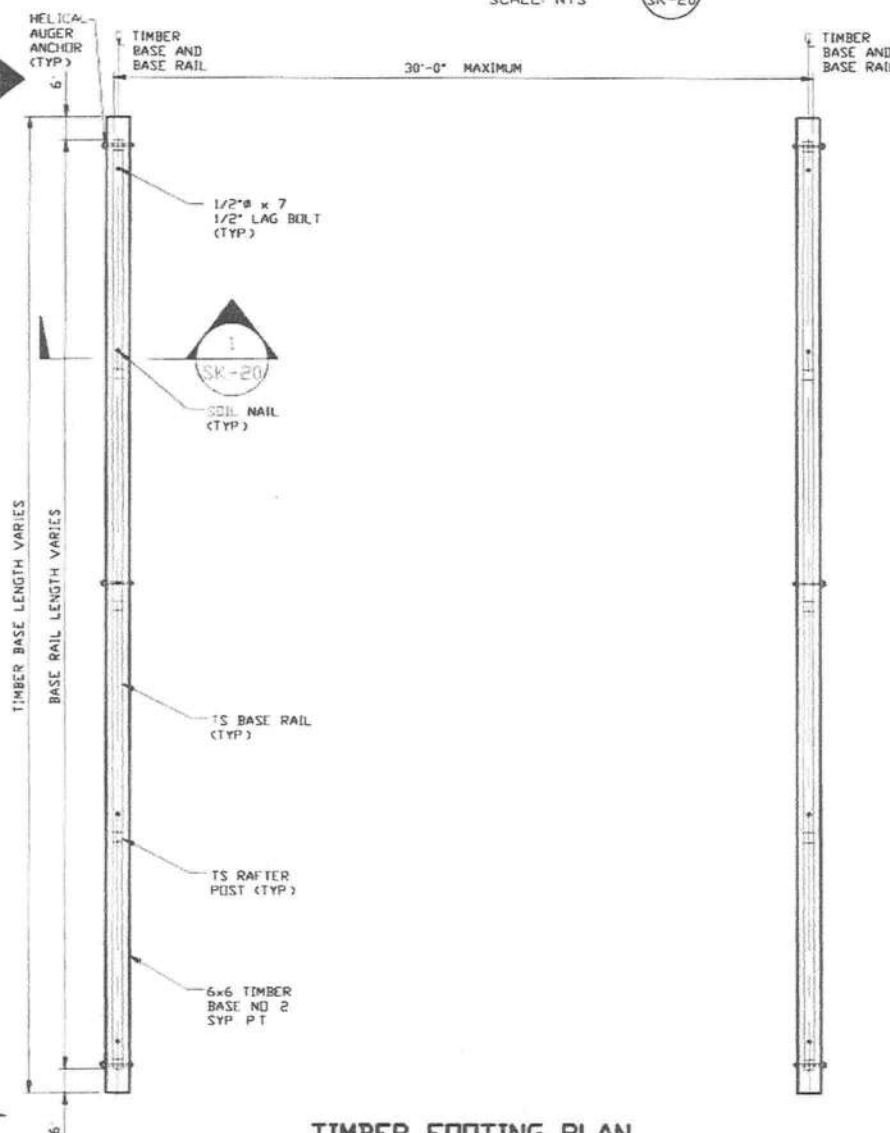 SCALE: NTS
SK-20
HELICAL
AUGER
ANCHOR
(TYP)
℄ TIMBER
BASE AND
BASE RAIL
30'-0" MAXIMUM
℄ TIMBER
BASE AND
BASE RAIL
6"
1/2"ø x 7
1/2" LAG BOLT
(TYP.)
1
SK-20
SOIL NAIL
(TYP)
TIMBER BASE LENGTH VARIES
BASE RAIL LENGTH VARIES
TS BASE RAIL
(TYP)
TS RAFTER
POST (TYP)
6x6 TIMBER
BASE NO 2
SYP PT
6"
TIMBER FOOTING PLAN